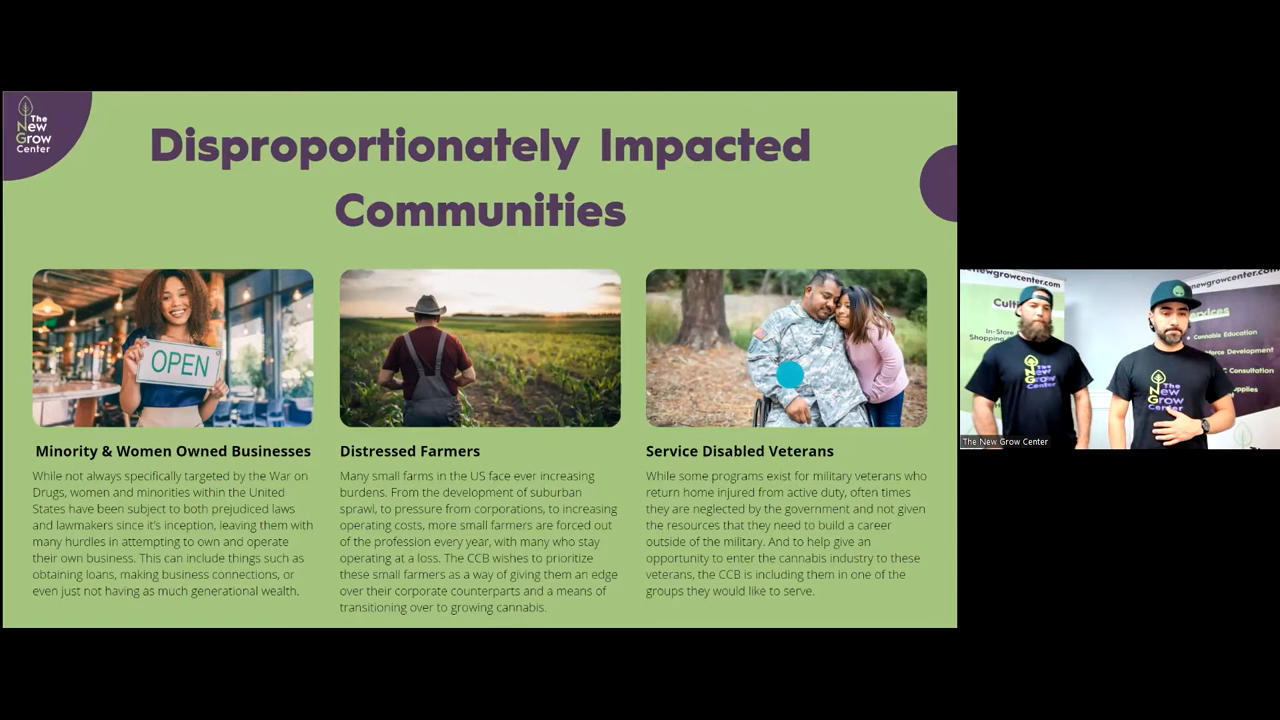 The
New
Grow
Center
Disproportionately Impacted
Communities
OPEN
Minority & Women Owned Businesses
While not always specifically targeted by the War on
Drugs, women and minorities within the United
States have been subject to both prejudiced laws
and lawmakers since it's inception, leaving them with
many hurdles in attempting to own and operate
their own business. This can include things such as
obtaining loans, making business connections, or
even just not having as much generational wealth.
Distressed Farmers
Many small farms in the US face ever increasing
burdens. From the development of suburban
sprawl, to pressure from corporations, to increasing
operating costs, more small farmers are forced out
of the profession every year, with many who stay
operating at a loss. The CCB wishes to prioritize
these small farmers as a way of giving them an edge
over their corporate counterparts and a means of
transitioning over to growing cannabis.
Service Disabled Veterans
While some programs exist for military veterans who
return home injured from active duty, often times
they are neglected by the government and not given
the resources that they need to build a career
outside of the military. And to help give an
opportunity to enter the cannabis industry to these
veterans, the CCB is including them in one of the
groups they would like to serve.
newgrowcenter.com
In-Store
Shopping
The
New
Grow
Center
newgrowcenter.com
Cannabis Education
Development
Consultation
The
New
Grow
Center
The New Grow Center